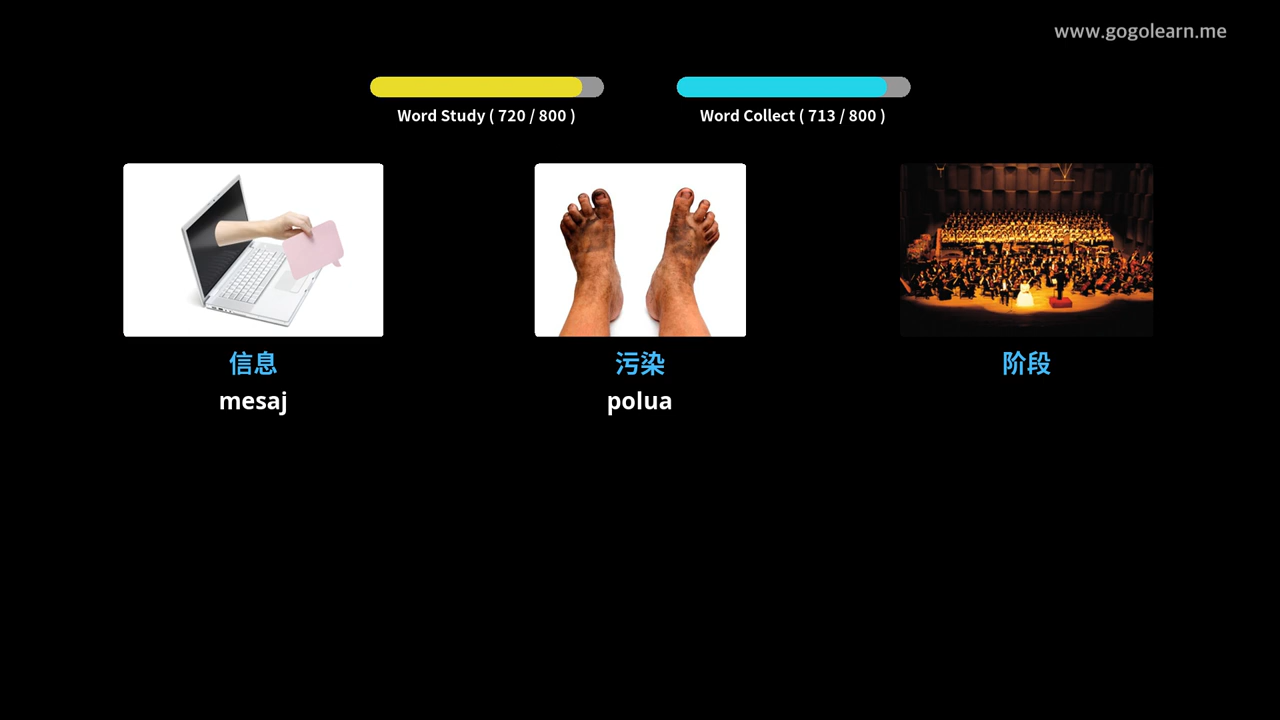 www.gogolearn.me
Word Study ( 720 / 800 )
Word Collect ( 713 / 800 )
信息
污染
阶段
mesaj
polua